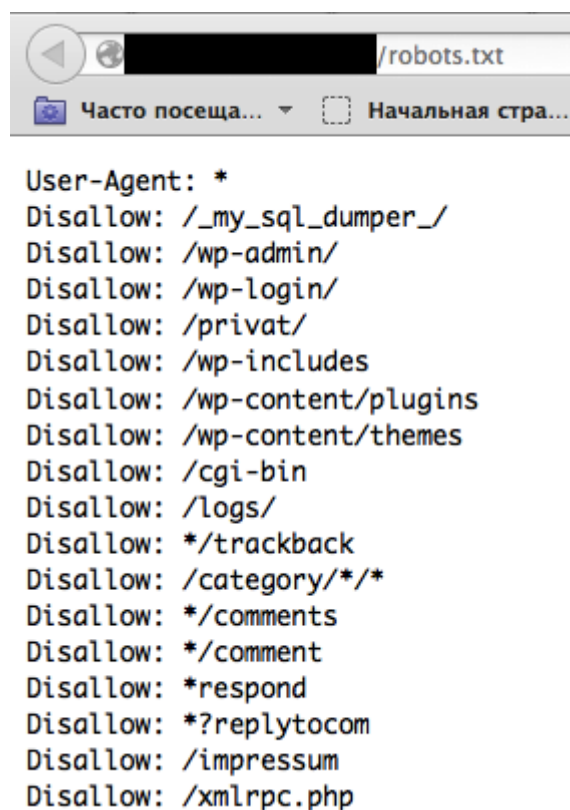 /robots.txt
Часто посеща... Начальная стра...
User-Agent: *
Disallow: /_my_sql_dumper_/
Disallow: /wp-admin/
Disallow: /wp-login/
Disallow: /privat/
Disallow: /wp-includes
Disallow: /wp-content/plugins
Disallow: /wp-content/themes
Disallow: /cgi-bin
Disallow: /logs/
Disallow: */trackback
Disallow: /category/*/*
Disallow: */comments
Disallow: */comment
Disallow: *respond
Disallow: *?replytocom
Disallow: /impressum
Disallow: /xmlrpc.php